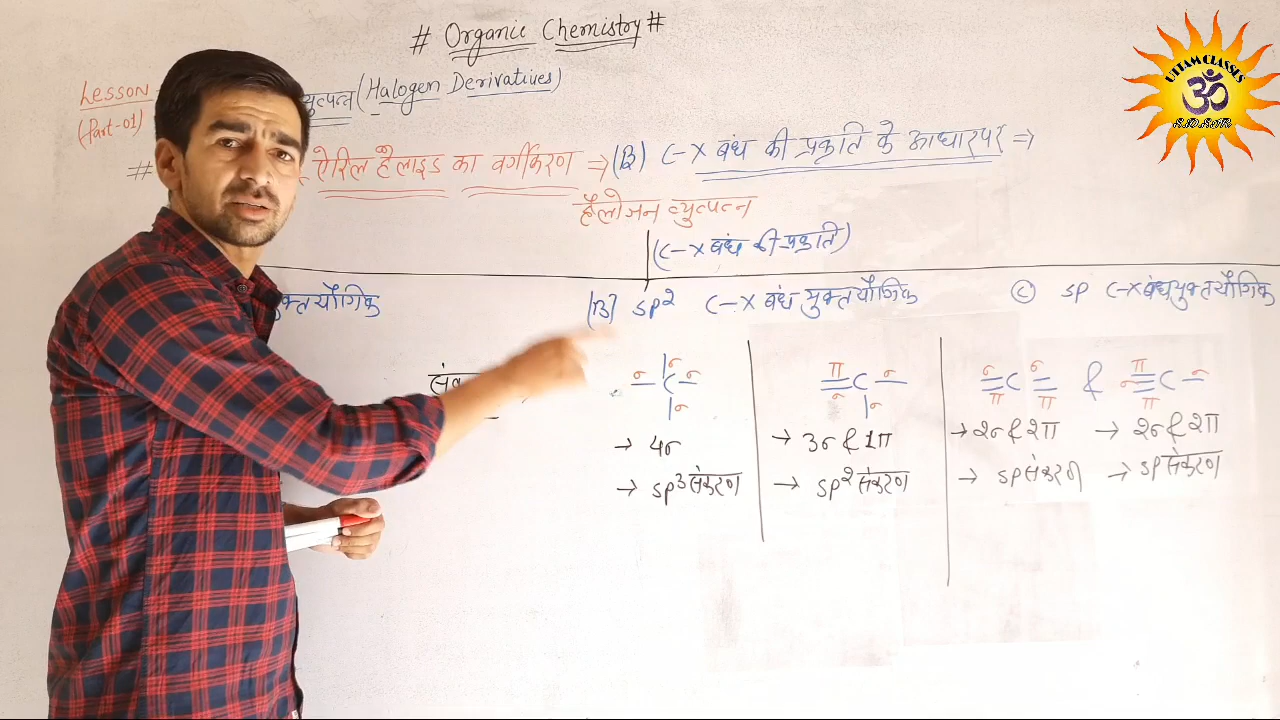 # Organic Chemistry #
Lesson
व्युत्पन्न (Halogen Derivatives)
(Part-01)
# ऐरिल हैलाइड का वर्गीकरण ⇒ (B) C-X बंध की प्रकृति के आधार पर ⇒
हैलोजन व्युत्पन्न
(C-X बंध की प्रकृति)
युक्त यौगिक
[B] sp² C-X बंध युक्त यौगिक
© sp C-X बंध युक्त यौगिक
σ σ C σ σ
π = C σ — σ σ
σ π = C = σ π & π σ π ≡ C — σ
→ 4σ
→ 3σ & 1π
→ 2σ & 2π
→ 2σ & 2π
→ sp³ संकरण
→ sp² संकरण
→ sp संकरण
→ sp संकरण
UTTAM CLASSES
ॐ